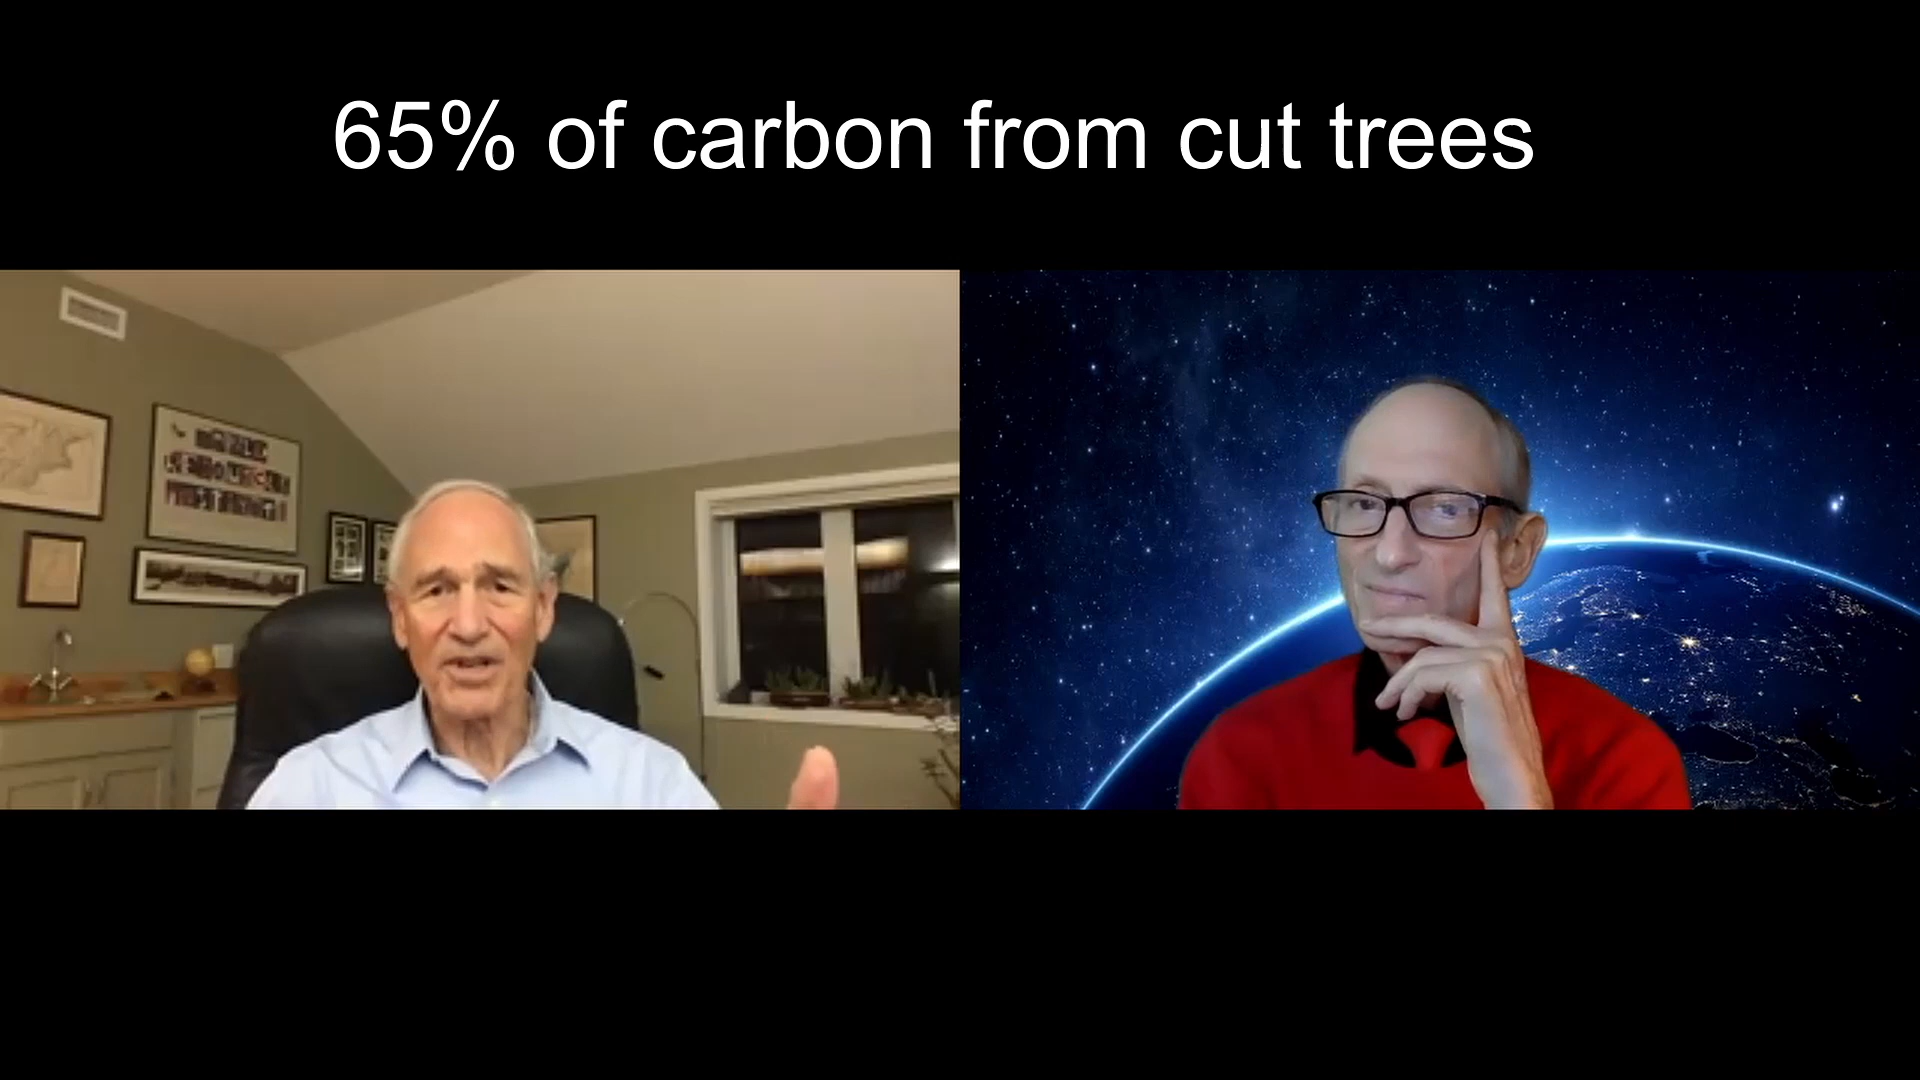 65% of carbon from cut trees